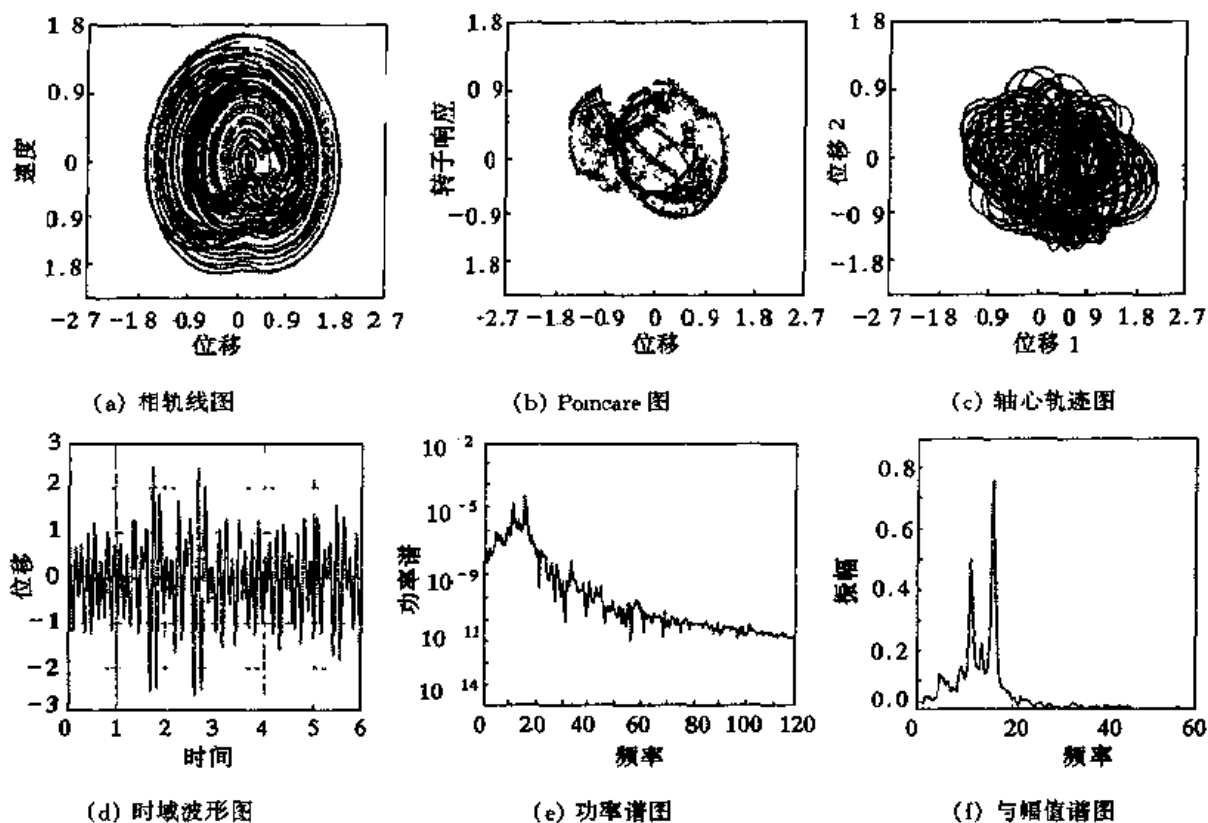 1 8
0.9
0
0.9
1.8
速度
-2 7 -1 8 0.9 0 0.9 1.8 2.7
位移
(a) 相轨线图
1.8
0.9
0
-0.9
1.8
转子响应
-2.7 -1.8 -0.9 0 0.9 1.8 2.7
位移
(b) Pomcare 图
1.8
0.9
0
-0.9
-1.8
位移 2
-2 7 -1 8 0.9 0 0 9 1.8 2.7
位移 1
(c) 轴心轨迹图
3
2
1
0
-1
-2
-3
位移
0 1 2 3 4 5 6
时间
(d) 时域波形图
10 -2
10 -5
10 -9
10 11
10 14
功率谱
0 20 40 60 80 100 120
频率
(e) 功率谱图
0.8
0.6
0.4
0.2
0.0
振幅
0 20 40 60
频率
(f) 与幅值谱图